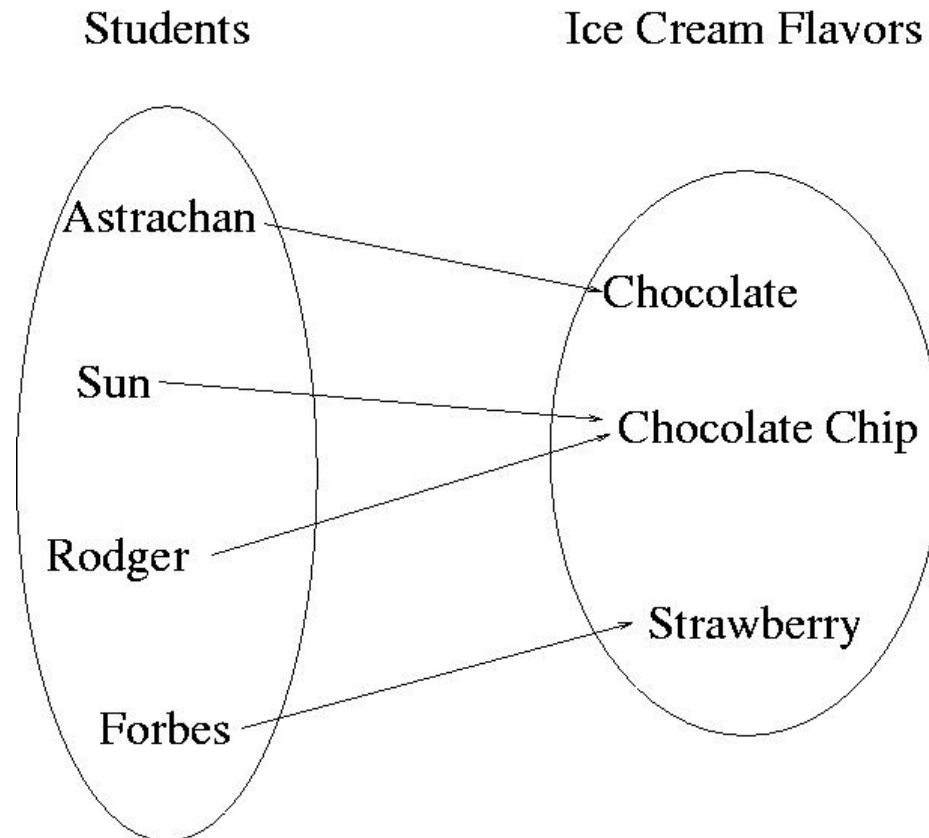 Students
Ice Cream Flavors
Astrachan
Chocolate
Sun
Chocolate Chip
Rodger
Strawberry
Forbes